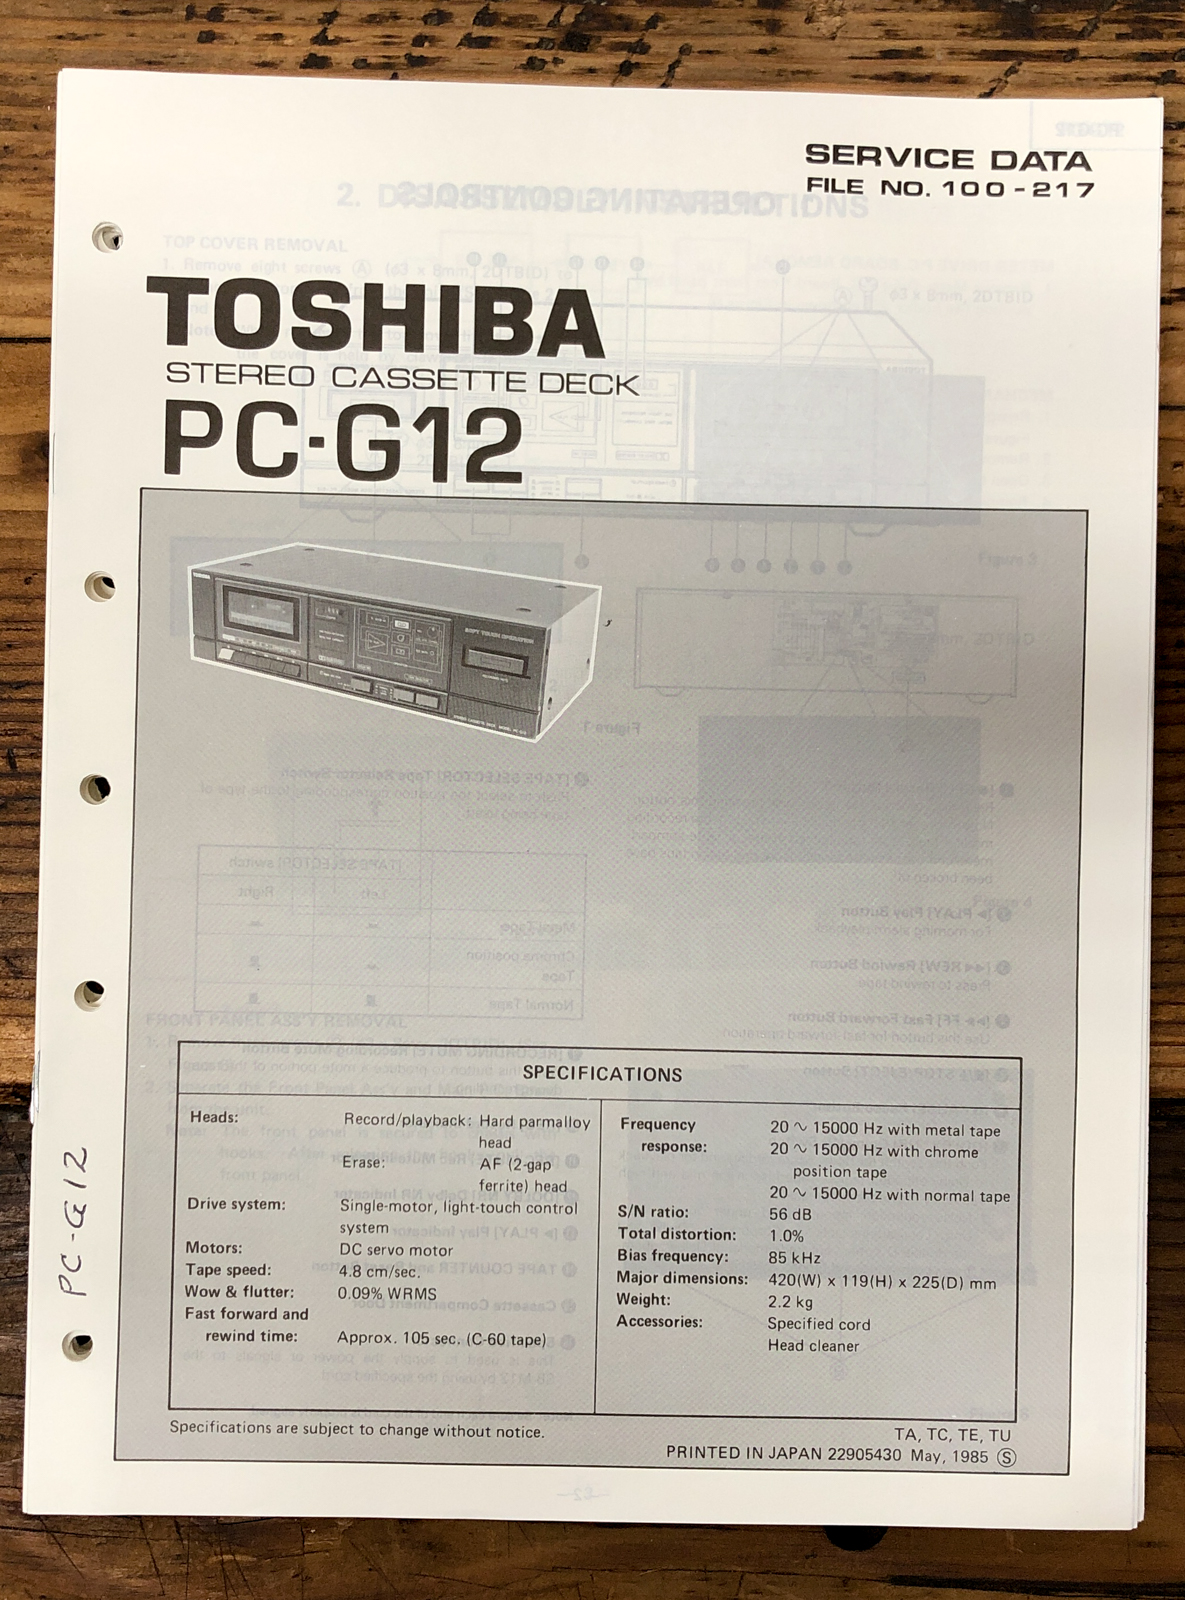 SERVICE DATA
FILE NO. 100-217
TOSHIBA
STEREO CASSETTE DECK
PC-G12
SOFT TOUCH OPERATION
SPECIFICATIONS
Heads: Record/playback: Hard parmalloy
head
Erase: AF (2-gap
ferrite) head
Drive system: Single-motor, light-touch control
system
Motors: DC servo motor
Tape speed: 4.8 cm/sec.
Wow & flutter: 0.09% WRMS
Fast forward and
rewind time: Approx. 105 sec. (C-60 tape)
Frequency 20 ∿ 15000 Hz with metal tape
response: 20 ∿ 15000 Hz with chrome
position tape
20 ∿ 15000 Hz with normal tape
S/N ratio: 56 dB
Total distortion: 1.0%
Bias frequency: 85 kHz
Major dimensions: 420(W) x 119(H) x 225(D) mm
Weight: 2.2 kg
Accessories: Specified cord
Head cleaner
Specifications are subject to change without notice.
TA, TC, TE, TU
PRINTED IN JAPAN 22905430 May, 1985 Ⓢ
PC-G12